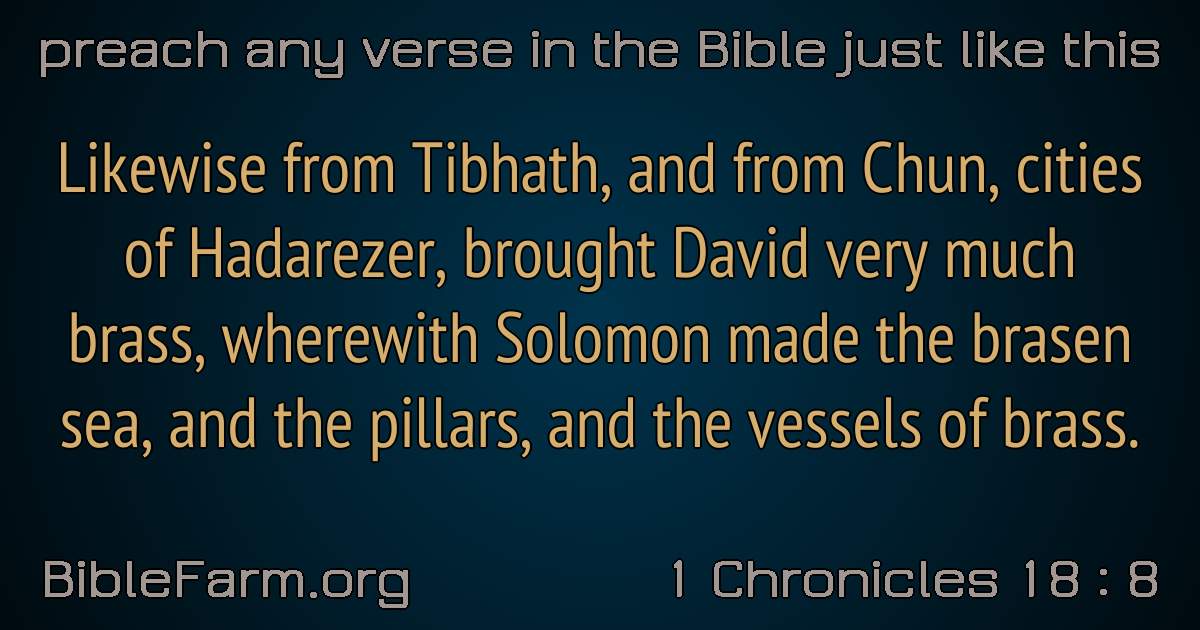 preach any verse in the Bible just like this
Likewise from Tibhath, and from Chun, cities
of Hadarezer, brought David very much
brass, wherewith Solomon made the brasen
sea, and the pillars, and the vessels of brass.
BibleFarm.org
1 Chronicles 18 : 8